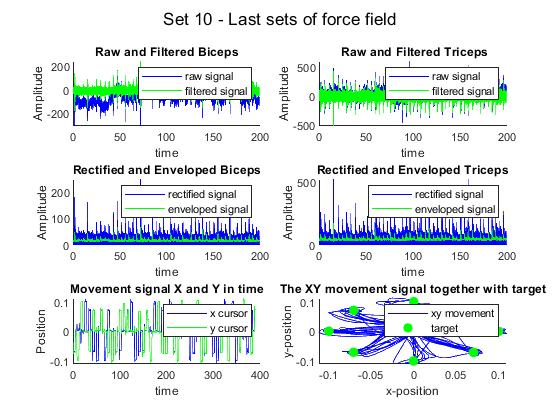 Set 10 - Last sets of force field
Raw and Filtered Biceps
Amplitude
200
0
-200
raw signal
filtered signal
0 50 100 150 200
time
Raw and Filtered Triceps
Amplitude
500
0
-500
raw signal
filtered signal
0 50 100 150 200
time
Rectified and Enveloped Biceps
Amplitude
200
100
0
rectified signal
enveloped signal
0 50 100 150 200
time
Rectified and Enveloped Triceps
Amplitude
500
0
rectified signal
enveloped signal
0 50 100 150 200
time
Movement signal X and Y in time
Position
0.1
0
-0.1
x cursor
y cursor
0 100 200 300 400
time
The XY movement signal together with target
y-position
0.1
0
-0.1
xy movement
target
-0.1 -0.05 0 0.05 0.1
x-position